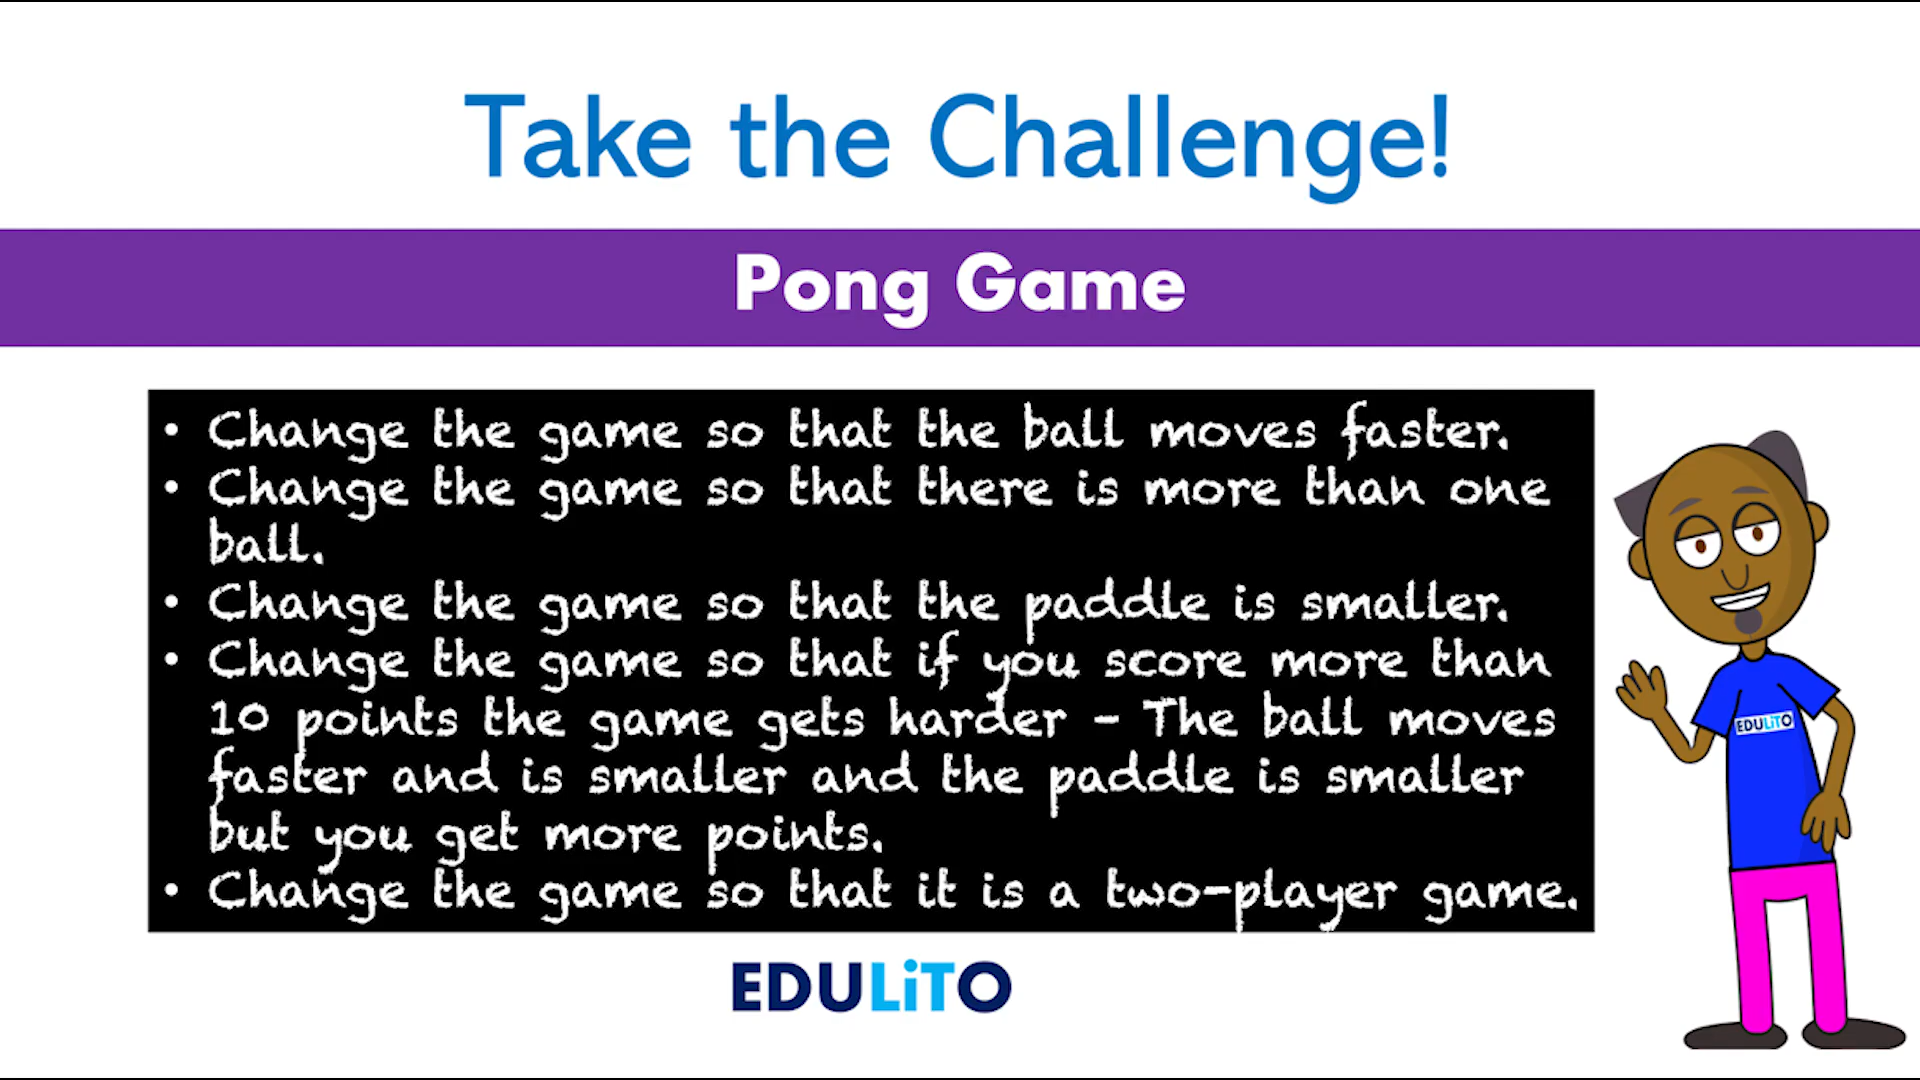 Take the Challenge!
Pong Game
• Change the game so that the ball moves faster.
• Change the game so that there is more than one
ball.
• Change the game so that the paddle is smaller.
• Change the game so that if you score more than
10 points the game gets harder – The ball moves
faster and is smaller and the paddle is smaller
but you get more points.
• Change the game so that it is a two-player game.
EDULiTO
EDULiTO